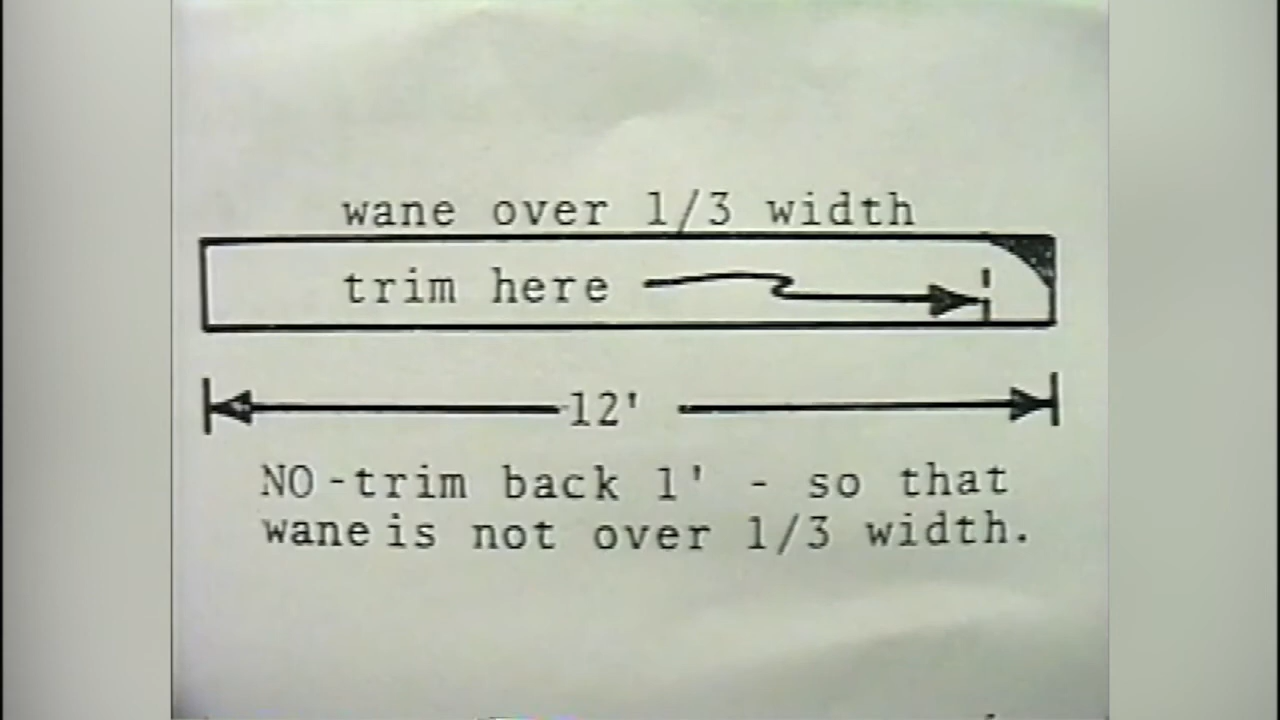 wane over 1/3 width
trim here
12'
NO-trim back 1' - so that
wane is not over 1/3 width.